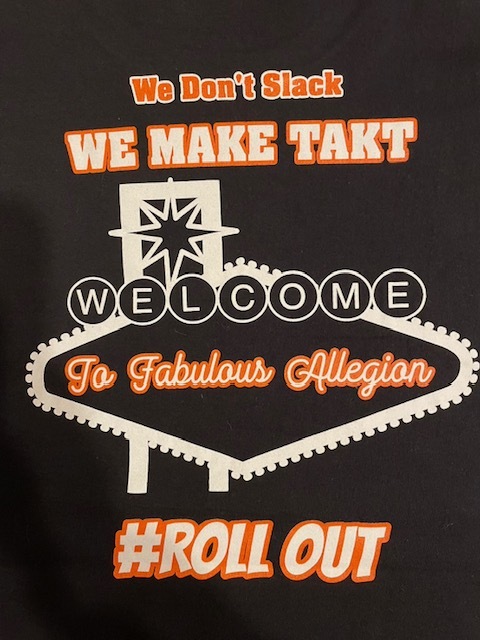 We Don't Slack
WE MAKE TAKT
WELCOME
To Fabulous Allegion
#ROLL OUT